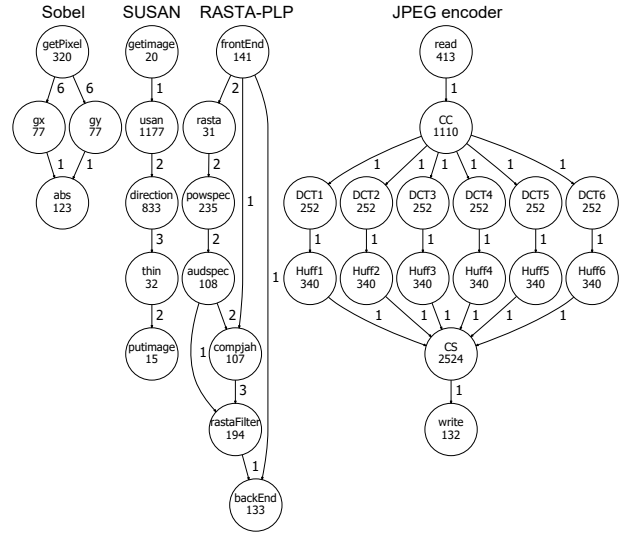 Sobel
SUSAN
RASTA-PLP
JPEG encoder
getPixel
320
6
6
gx
77
gy
77
1
1
abs
123
getimage
20
1
usan
1177
2
direction
833
3
thin
32
2
putimage
15
frontEnd
141
2
rasta
31
2
powspec
235
2
audspec
108
1
1
2
1
compjah
107
3
rastaFilter
194
1
backEnd
133
read
413
1
CC
1110
1
1
1
1
1
1
DCT1
252
DCT2
252
DCT3
252
DCT4
252
DCT5
252
DCT6
252
1
1
1
1
1
1
Huff1
340
Huff2
340
Huff3
340
Huff4
340
Huff5
340
Huff6
340
1
1
1
1
1
1
CS
2524
1
write
132